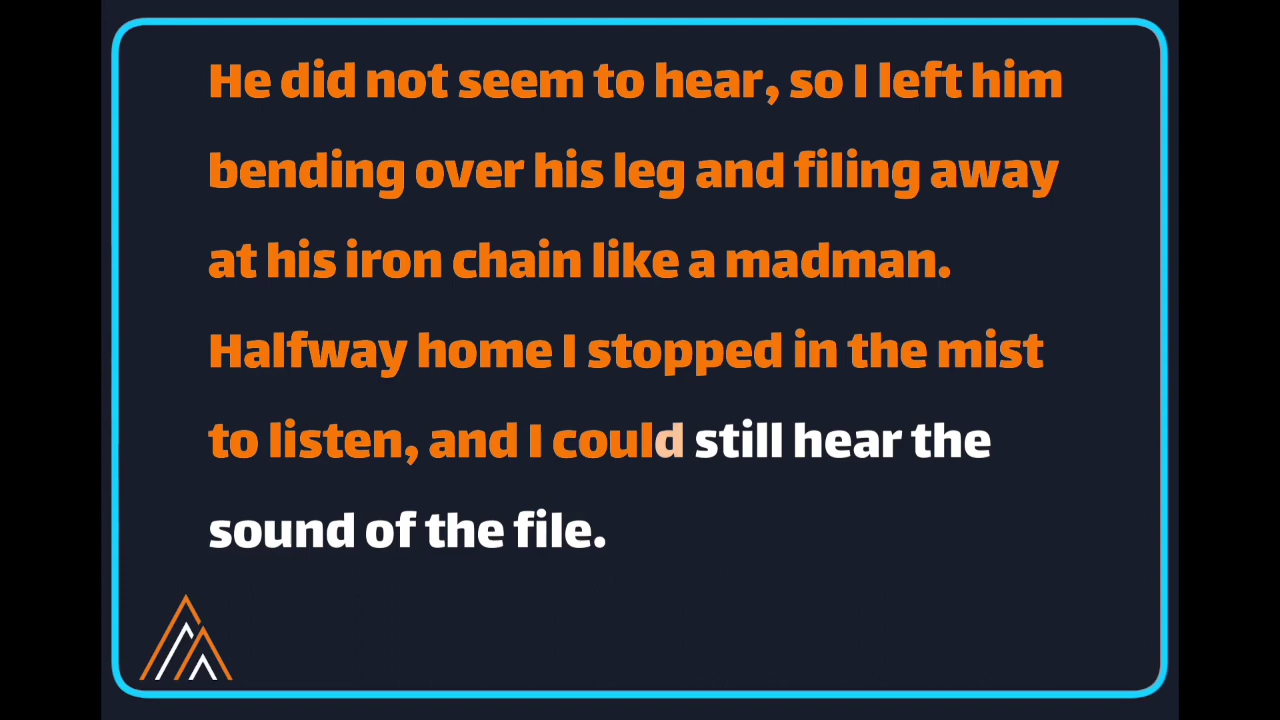 He did not seem to hear, so I left him
bending over his leg and filing away
at his iron chain like a madman.
Halfway home I stopped in the mist
to listen, and I could still hear the
sound of the file.